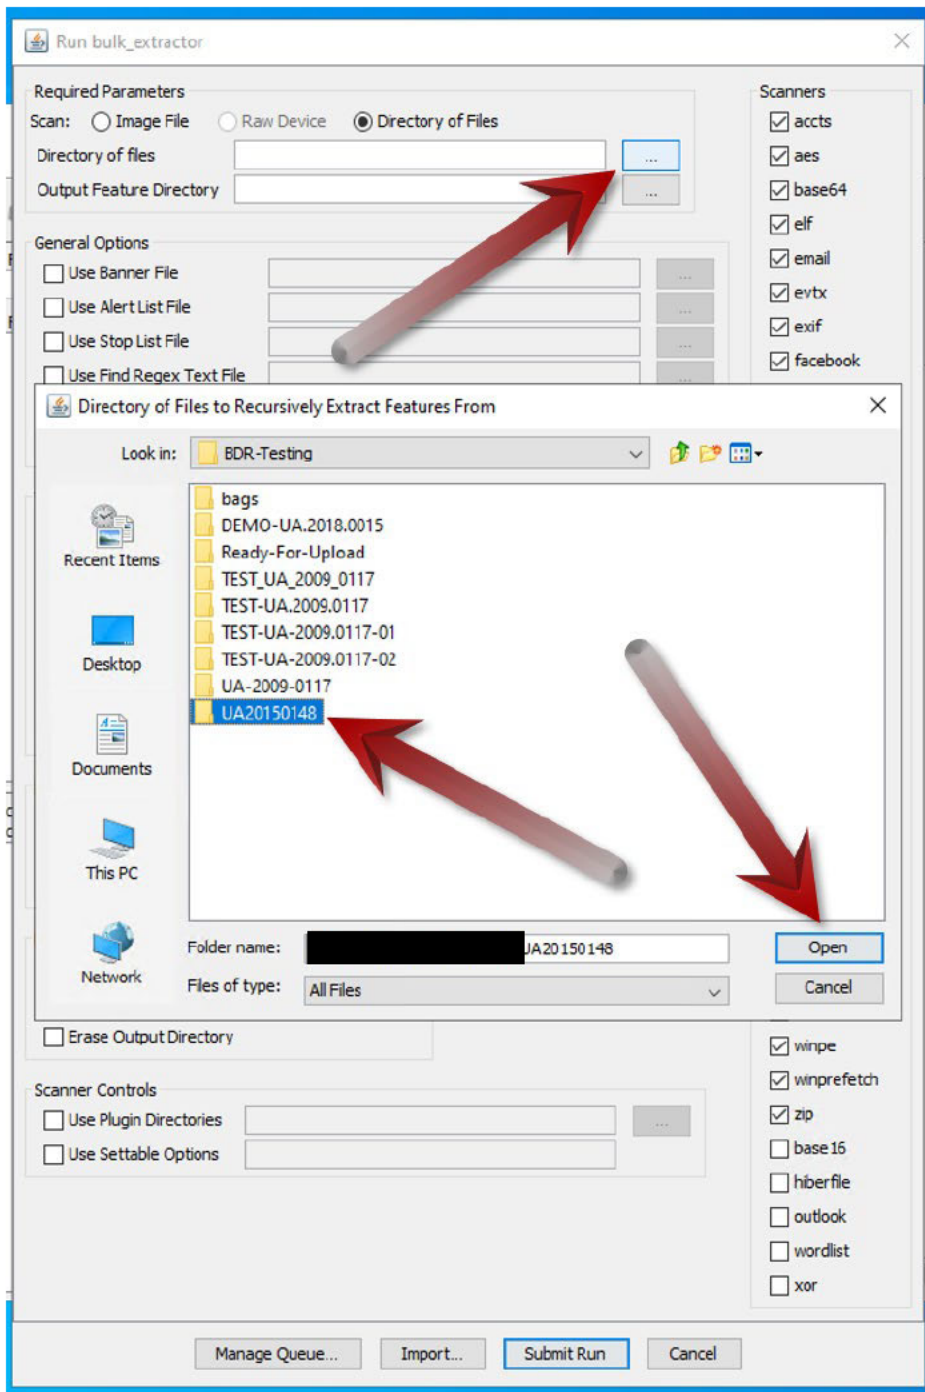 Run bulk_extractor
Required Parameters
Scan: Image File Raw Device Directory of Files
Directory of files ...
Output Feature Directory ...
General Options
Use Banner File ...
Use Alert List File ...
Use Stop List File ...
Use Find Regex Text File ...
Scanners
accts
aes
base64
elf
email
evtx
exif
facebook
Directory of Files to Recursively Extract Features From
Look in: BDR-Testing
Recent Items
Desktop
Documents
This PC
Network
bags
DEMO-UA.2018.0015
Ready-For-Upload
TEST_UA_2009_0117
TEST-UA.2009.0117
TEST-UA-2009.0117-01
TEST-UA-2009.0117-02
UA-2009-0117
UA20150148
Folder name: UA20150148
Open
Files of type: All Files
Cancel
Erase Output Directory
Scanner Controls
Use Plugin Directories ...
Use Settable Options
winpe
winprefetch
zip
base16
hiberfile
outlook
wordlist
xor
Manage Queue... Import... Submit Run Cancel